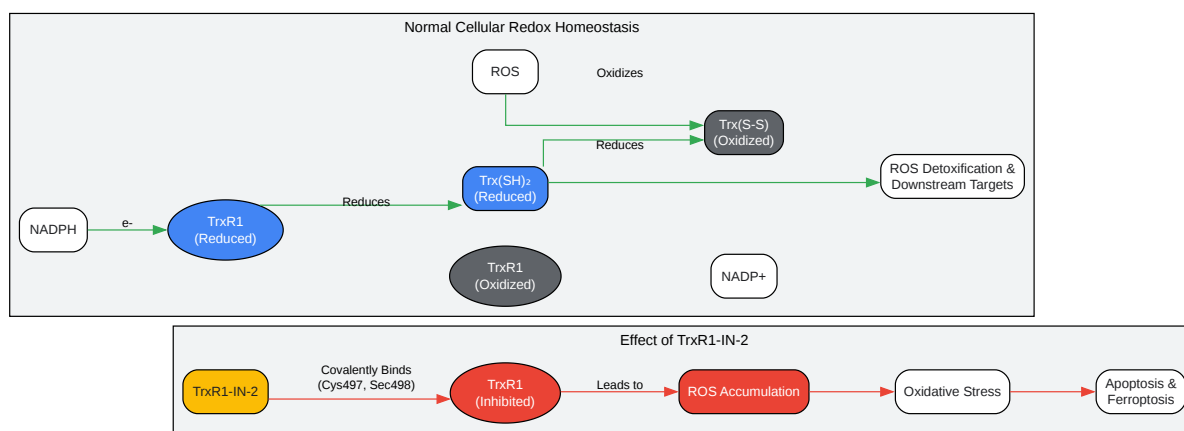 Normal Cellular Redox Homeostasis
ROS
Oxidizes
Trx(S-S)
(Oxidized)
Reduces
ROS Detoxification &
Downstream Targets
Trx(SH)₂
(Reduced)
Reduces
NADPH
e-
TrxR1
(Reduced)
TrxR1
(Oxidized)
NADP+
Effect of TrxR1-IN-2
TrxR1-IN-2
Covalently Binds
(Cys497, Sec498)
TrxR1
(Inhibited)
Leads to
ROS Accumulation
Oxidative Stress
Apoptosis &
Ferroptosis